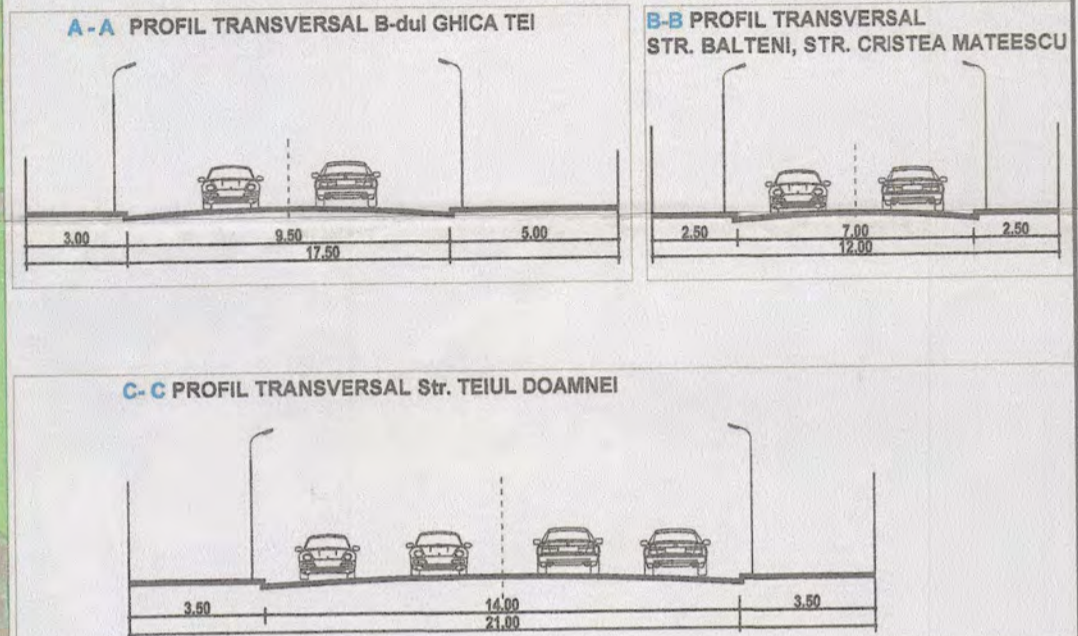 A - A PROFIL TRANSVERSAL B-dul GHICA TEI
3.00 9.50 5.00
17.50
B-B PROFIL TRANSVERSAL
STR. BALTENI, STR. CRISTEA MATEESCU
2.50 7.00 2.50
12.00
C- C PROFIL TRANSVERSAL Str. TEIUL DOAMNEI
3.50 14.00 3.50
21.00